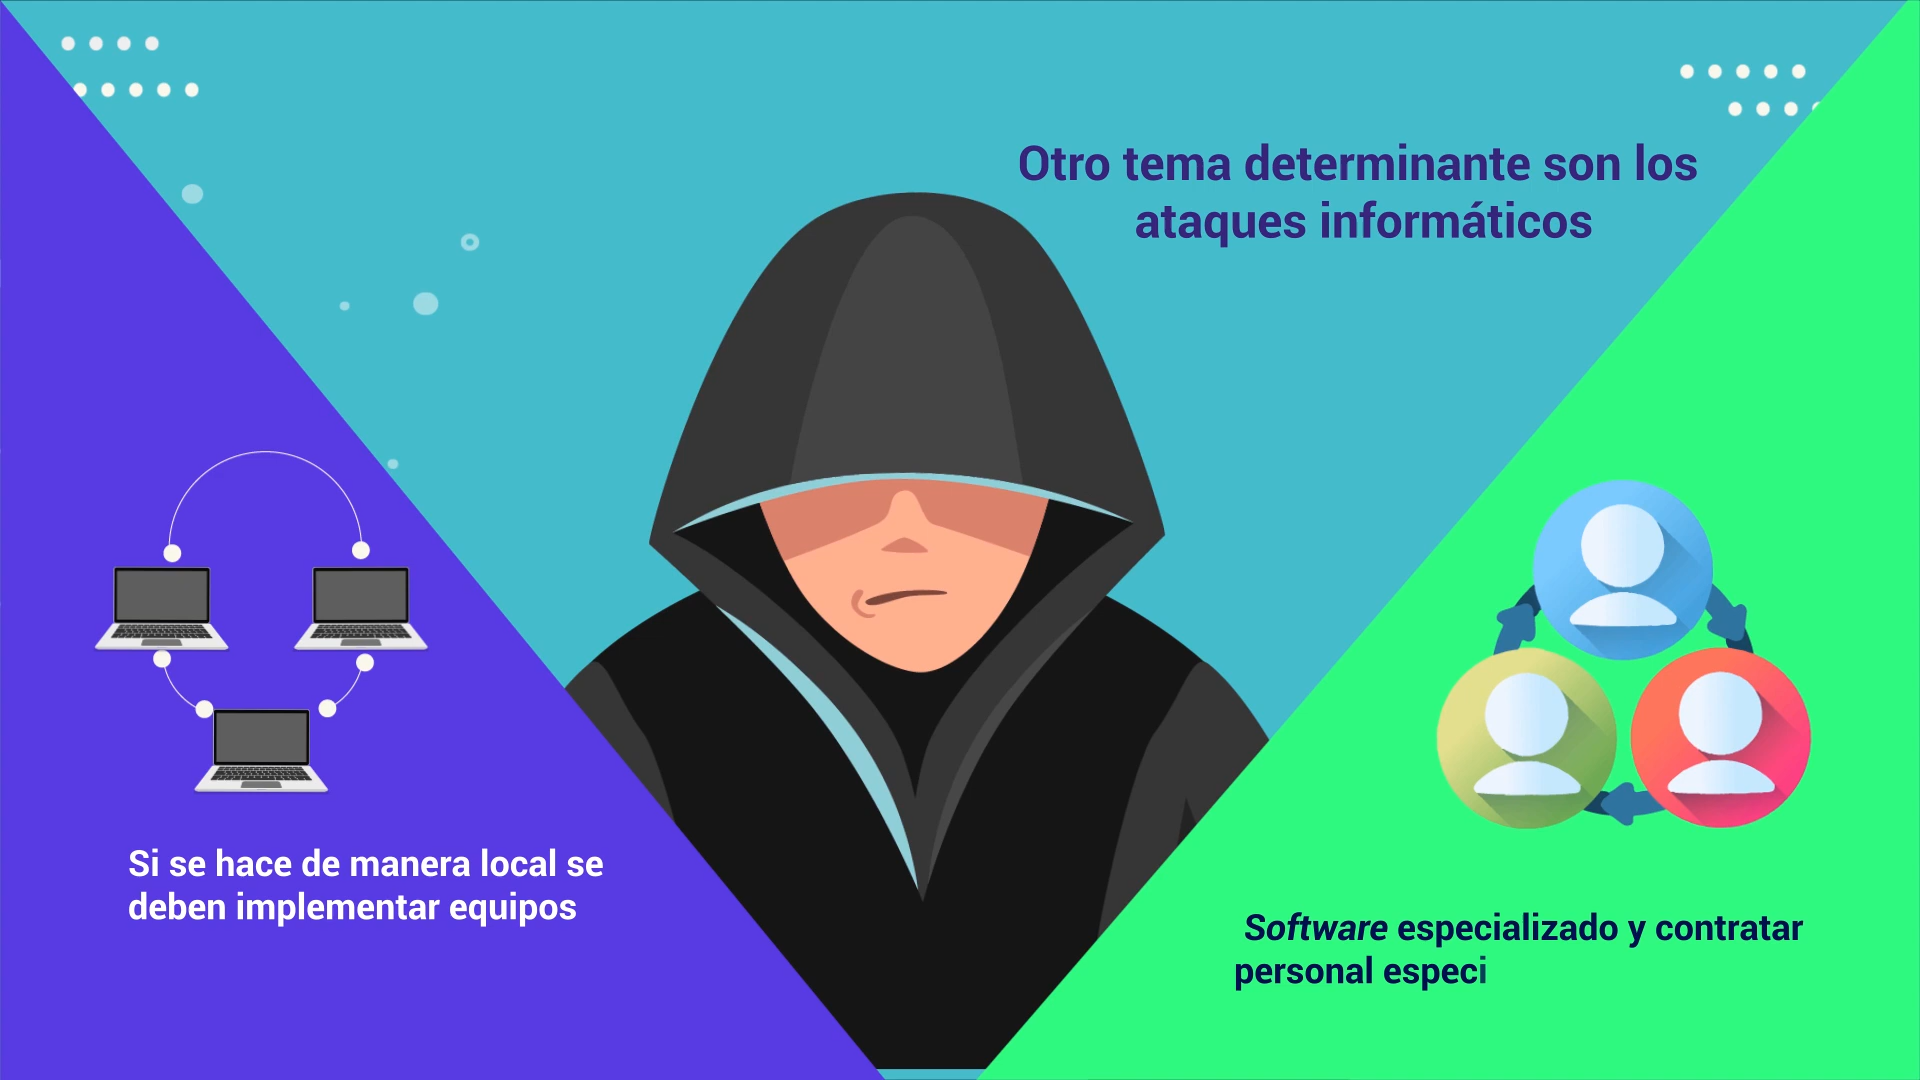 Otro tema determinante son los
ataques informáticos
Si se hace de manera local se
deben implementar equipos
Software especializado y contratar
personal especi